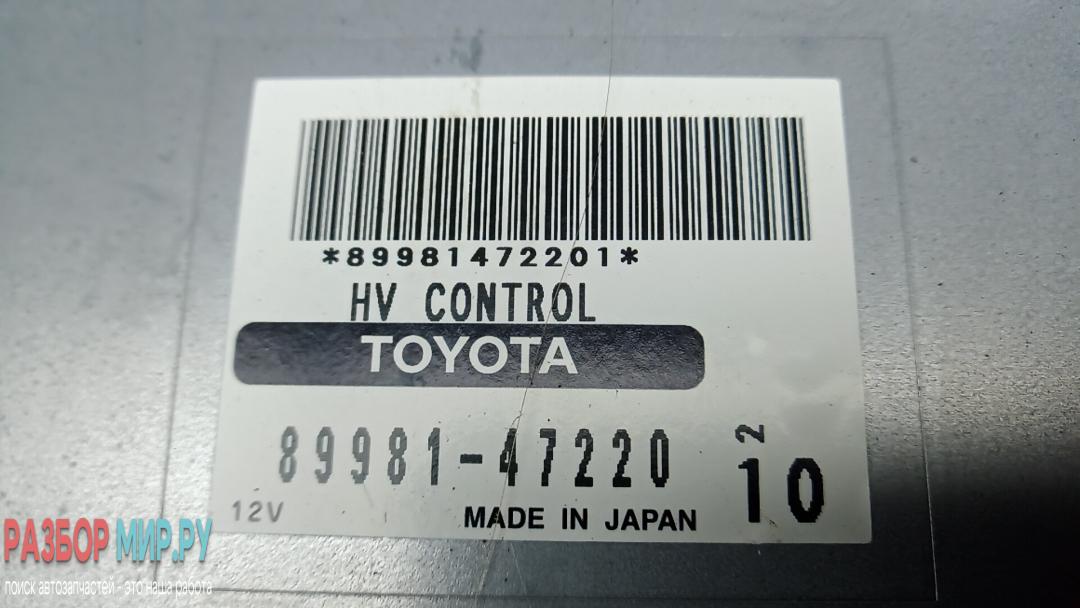 *89981472201*
HV CONTROL
TOYOTA
89981-47220
2
10
12V
MADE IN JAPAN
РАЗБОР МИР.РУ
поиск автозапчастей - это наша работа